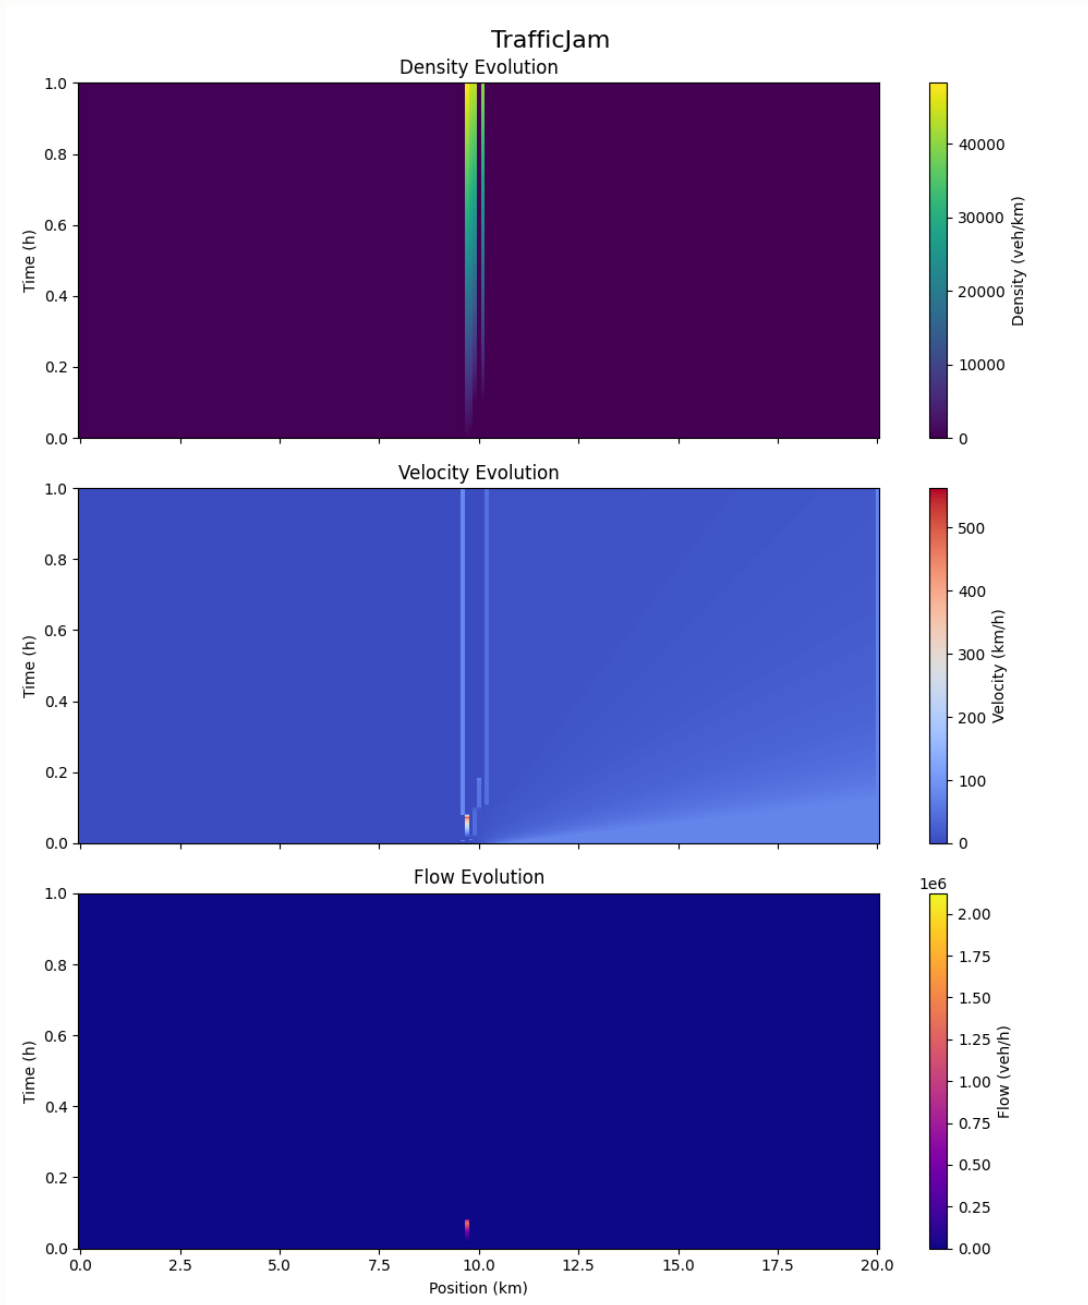 TrafficJam
Density Evolution
1.0
0.8
0.6
0.4
0.2
0.0
Time (h)
40000
30000
20000
10000
0
Density (veh/km)
Velocity Evolution
1.0
0.8
0.6
0.4
0.2
0.0
Time (h)
500
400
300
200
100
0
Velocity (km/h)
Flow Evolution
1.0
0.8
0.6
0.4
0.2
0.0
Time (h)
0.0 2.5 5.0 7.5 10.0 12.5 15.0 17.5 20.0
Position (km)
1e6
2.00
1.75
1.50
1.25
1.00
0.75
0.50
0.25
0.00
Flow (veh/h)